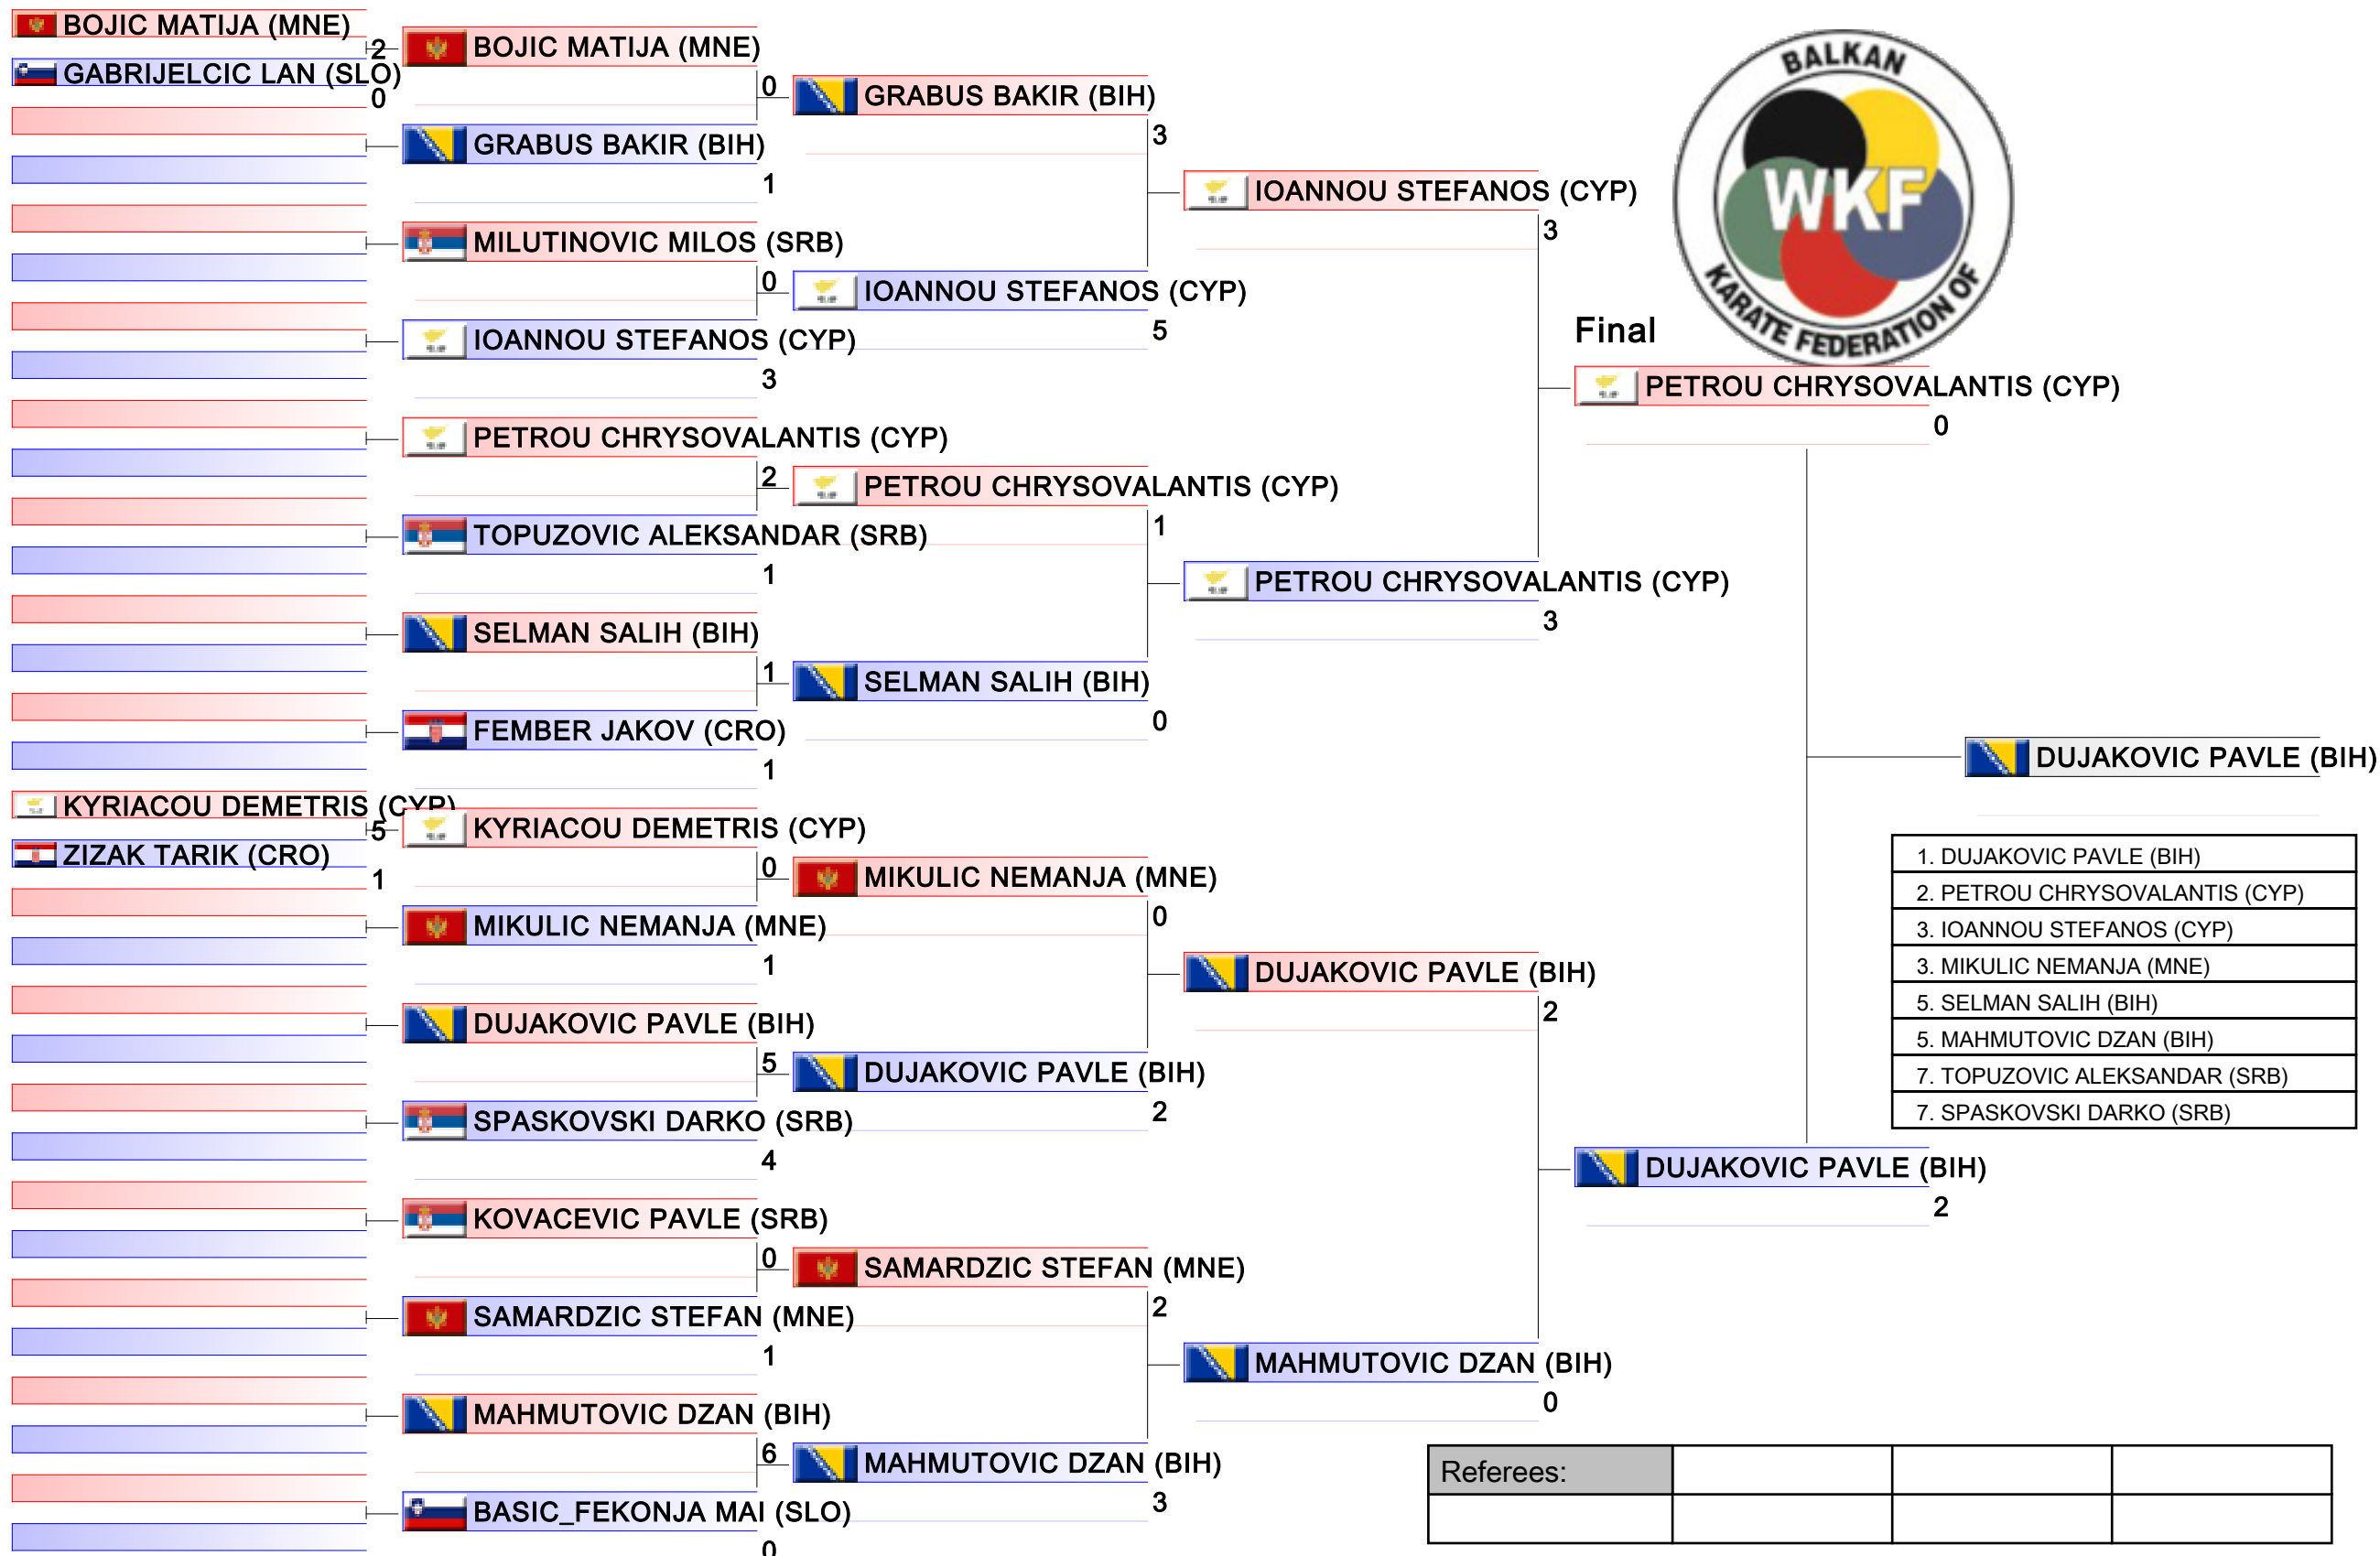 BOJIC MATIJA (MNE)
2
GABRIJELCIC LAN (SLO)
0
KYRIACOU DEMETRIS (CYP)
5
ZIZAK TARIK (CRO)
1
BOJIC MATIJA (MNE)
0
GRABUS BAKIR (BIH)
1
MILUTINOVIC MILOS (SRB)
0
IOANNOU STEFANOS (CYP)
3
PETROU CHRYSOVALANTIS (CYP)
2
TOPUZOVIC ALEKSANDAR (SRB)
1
SELMAN SALIH (BIH)
1
FEMBER JAKOV (CRO)
1
KYRIACOU DEMETRIS (CYP)
0
MIKULIC NEMANJA (MNE)
1
DUJAKOVIC PAVLE (BIH)
5
SPASKOVSKI DARKO (SRB)
4
KOVACEVIC PAVLE (SRB)
0
SAMARDZIC STEFAN (MNE)
1
MAHMUTOVIC DZAN (BIH)
6
BASIC_FEKONJA MAI (SLO)
0
GRABUS BAKIR (BIH)
3
IOANNOU STEFANOS (CYP)
5
PETROU CHRYSOVALANTIS (CYP)
1
SELMAN SALIH (BIH)
0
MIKULIC NEMANJA (MNE)
0
DUJAKOVIC PAVLE (BIH)
2
SAMARDZIC STEFAN (MNE)
2
MAHMUTOVIC DZAN (BIH)
3
IOANNOU STEFANOS (CYP)
3
PETROU CHRYSOVALANTIS (CYP)
3
DUJAKOVIC PAVLE (BIH)
2
MAHMUTOVIC DZAN (BIH)
0
BALKAN
WKF
KARATE FEDERATION OF
Final
PETROU CHRYSOVALANTIS (CYP)
0
DUJAKOVIC PAVLE (BIH)
2
DUJAKOVIC PAVLE (BIH)
1. DUJAKOVIC PAVLE (BIH)
2. PETROU CHRYSOVALANTIS (CYP)
3. IOANNOU STEFANOS (CYP)
3. MIKULIC NEMANJA (MNE)
5. SELMAN SALIH (BIH)
5. MAHMUTOVIC DZAN (BIH)
7. TOPUZOVIC ALEKSANDAR (SRB)
7. SPASKOVSKI DARKO (SRB)
Referees: